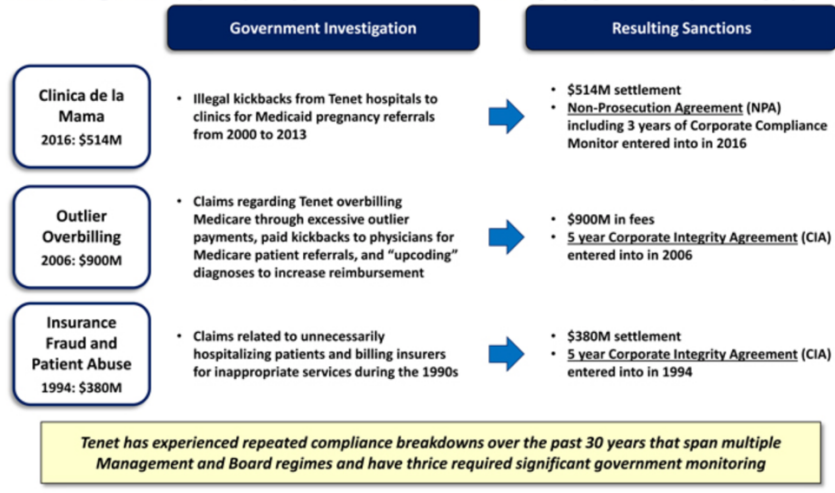 Government Investigation
Resulting Sanctions
Clinica de la
Mama
2016: $514M
• Illegal kickbacks from Tenet hospitals to
clinics for Medicaid pregnancy referrals
from 2000 to 2013
• $514M settlement
• Non-Prosecution Agreement (NPA)
including 3 years of Corporate Compliance
Monitor entered into in 2016
Outlier
Overbilling
2006: $900M
• Claims regarding Tenet overbilling
Medicare through excessive outlier
payments, paid kickbacks to physicians for
Medicare patient referrals, and “upcoding”
diagnoses to increase reimbursement
• $900M in fees
• 5 year Corporate Integrity Agreement (CIA)
entered into in 2006
Insurance
Fraud and
Patient Abuse
1994: $380M
• Claims related to unnecessarily
hospitalizing patients and billing insurers
for inappropriate services during the 1990s
• $380M settlement
• 5 year Corporate Integrity Agreement (CIA)
entered into in 1994
Tenet has experienced repeated compliance breakdowns over the past 30 years that span multiple
Management and Board regimes and have thrice required significant government monitoring